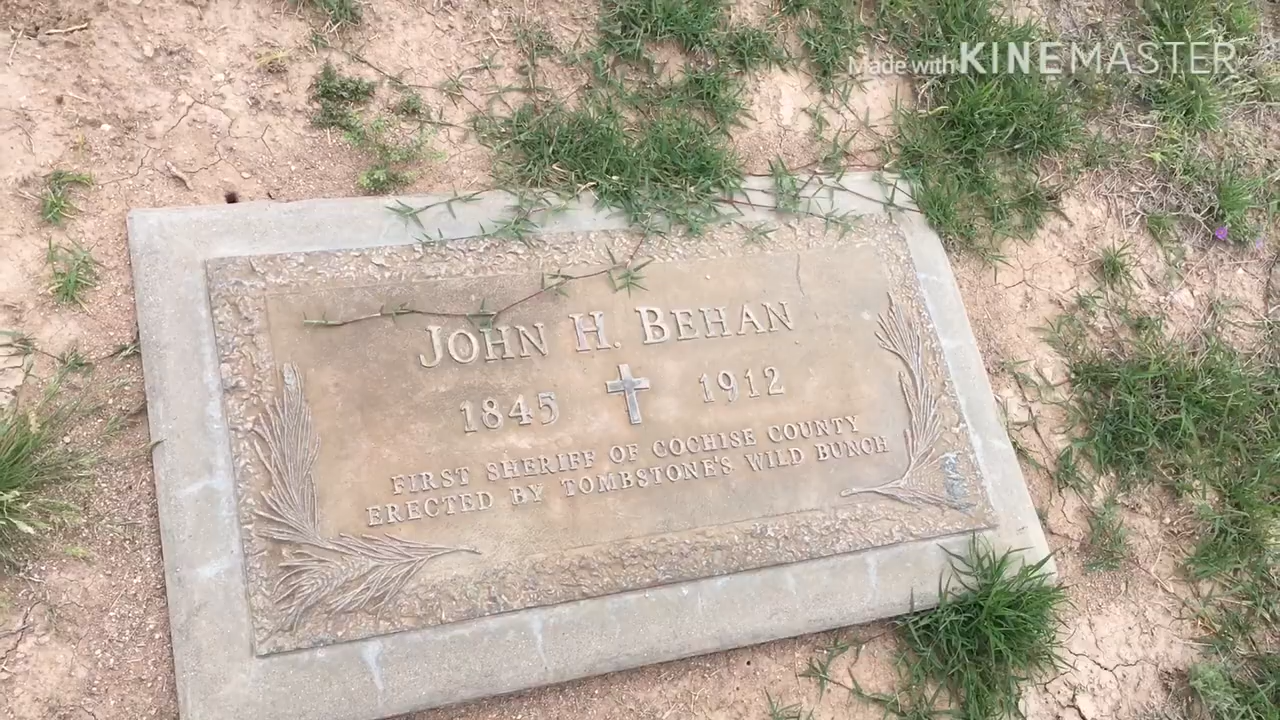 Made with KINEMASTER
JOHN H. BEHAN
1845 1912
FIRST SHERIFF OF COCHISE COUNTY
ERECTED BY TOMBSTONE'S WILD BUNCH